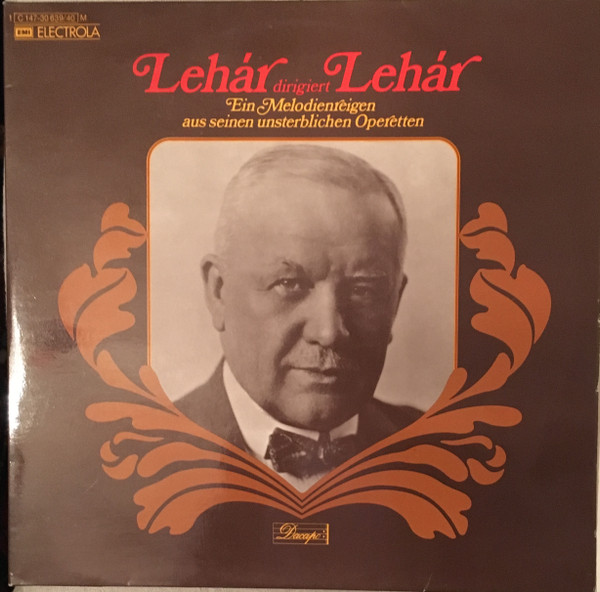 1 C 147-30 639/40 M
EMI ELECTROLA
Lehár dirigiert Lehár
Ein Melodienreigen
aus seinen unsterblichen Operetten
Dacapo